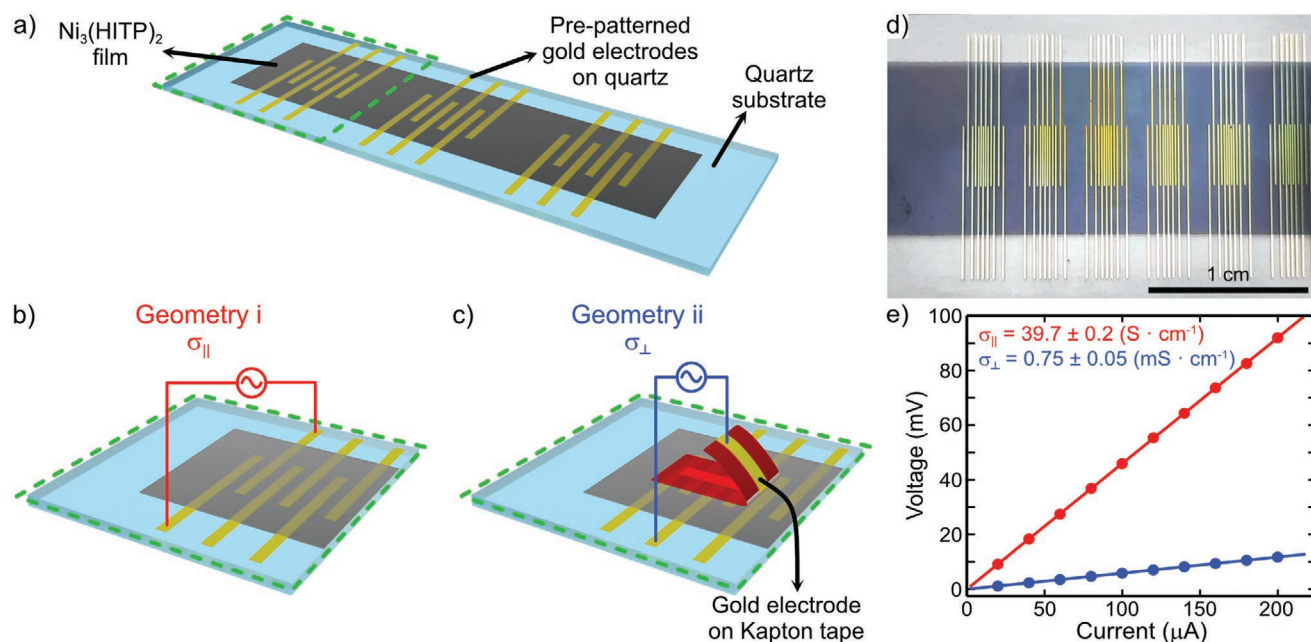 a)
Ni₃(HITP)₂
film
Pre-patterned
gold electrodes
on quartz
Quartz
substrate
d)
1 cm
b)
Geometry i
σ||
c)
Geometry ii
σ⊥
Gold electrode
on Kapton tape
e)
σ|| = 39.7 ± 0.2 (S · cm⁻¹)
σ⊥ = 0.75 ± 0.05 (mS · cm⁻¹)
Voltage (mV)
100
80
60
40
20
0
0 50 100 150 200
Current (μA)